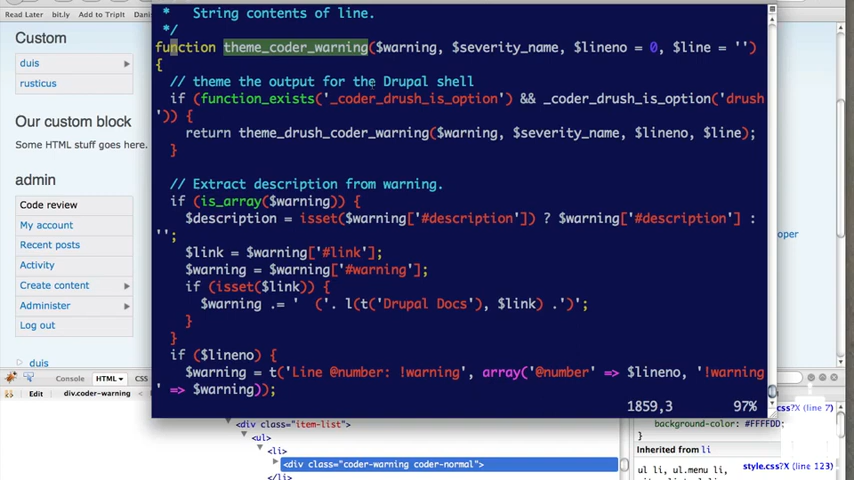 *   String contents of line.
*/
function theme_coder_warning($warning, $severity_name, $lineno = 0, $line = '')
{
// theme the output for the Drupal shell
if (function_exists('_coder_drush_is_option') && _coder_drush_is_option('drush
')) {
return theme_drush_coder_warning($warning, $severity_name, $lineno, $line);
}
// Extract description from warning.
if (is_array($warning)) {
$description = isset($warning['#description']) ? $warning['#description'] :
'';
$link = $warning['#link'];
$warning = $warning['#warning'];
if (isset($link)) {
$warning .= ' ('. l(t('Drupal Docs'), $link) .')';
}
}
if ($lineno) {
$warning = t('Line @number: !warning', array('@number' => $lineno, '!warning'
=> $warning));
1859,3 97%
Read Later
bit.ly
Add to TripIt
Custom
duis
rusticus
Our custom block
Some HTML stuff goes here.
admin
Code review
My account
Recent posts
Activity
Create content
Administer
Log out
duis
oper
Console HTML CSS
Edit div.coder-warning
<div class="item-list">
<ul>
<li>
<div class="coder-warning coder-normal">
</li>
css?X (line 7)
background-color: #FFFFDD;
}
Inherited from li
style.css?X (line 123)
ul li, ul.menu li,